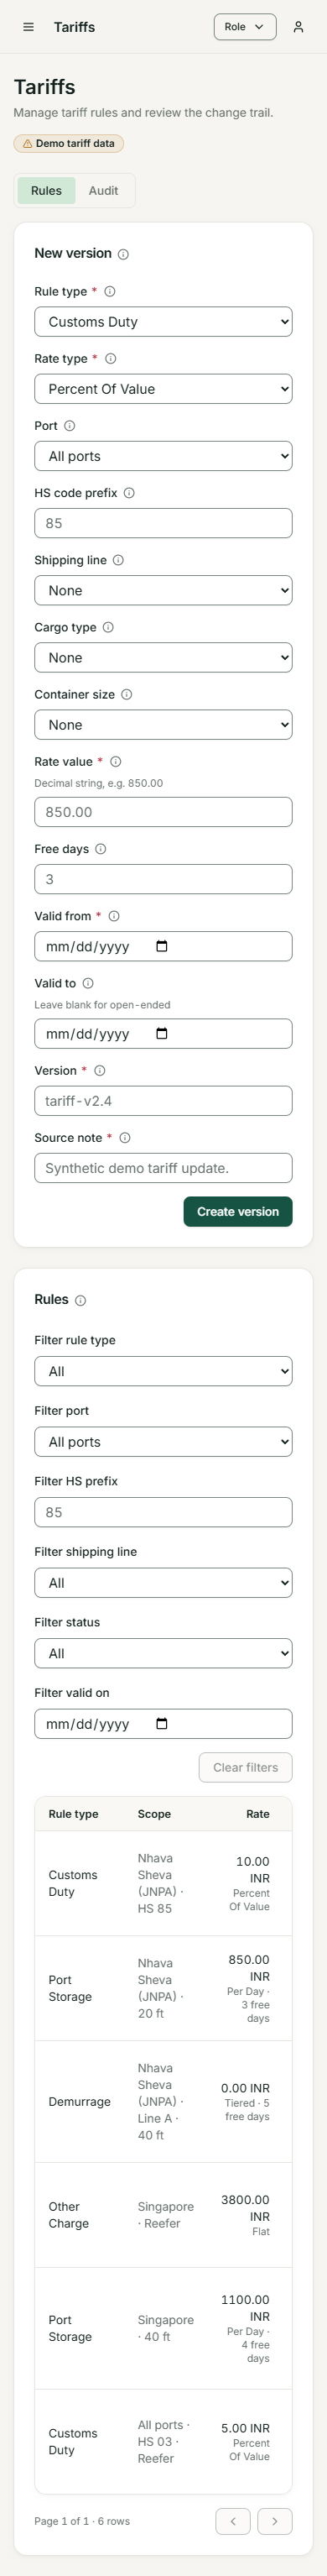 Tariffs
Role
Tariffs
Manage tariff rules and review the change trail.
Demo tariff data
Rules
Audit
New version
Rule type *
Customs Duty
Rate type *
Percent Of Value
Port
All ports
HS code prefix
85
Shipping line
None
Cargo type
None
Container size
None
Rate value *
Decimal string, e.g. 850.00
850.00
Free days
3
Valid from *
mm/dd/yyyy
Valid to
Leave blank for open-ended
mm/dd/yyyy
Version *
tariff-v2.4
Source note *
Synthetic demo tariff update.
Create version
Rules
Filter rule type
All
Filter port
All ports
Filter HS prefix
85
Filter shipping line
All
Filter status
All
Filter valid on
mm/dd/yyyy
Clear filters
Rule type
Scope
Rate
Customs
Duty
Nhava
Sheva
(JNPA) ·
HS 85
10.00
INR
Percent
Of Value
Port
Storage
Nhava
Sheva
(JNPA) ·
20 ft
850.00
INR
Per Day ·
3 free
days
Demurrage
Nhava
Sheva
(JNPA) ·
Line A ·
40 ft
0.00 INR
Tiered · 5
free days
Other
Charge
Singapore
· Reefer
3800.00
INR
Flat
Port
Storage
Singapore
· 40 ft
1100.00
INR
Per Day ·
4 free
days
Customs
Duty
All ports ·
HS 03 ·
Reefer
5.00 INR
Percent
Of Value
Page 1 of 1 · 6 rows